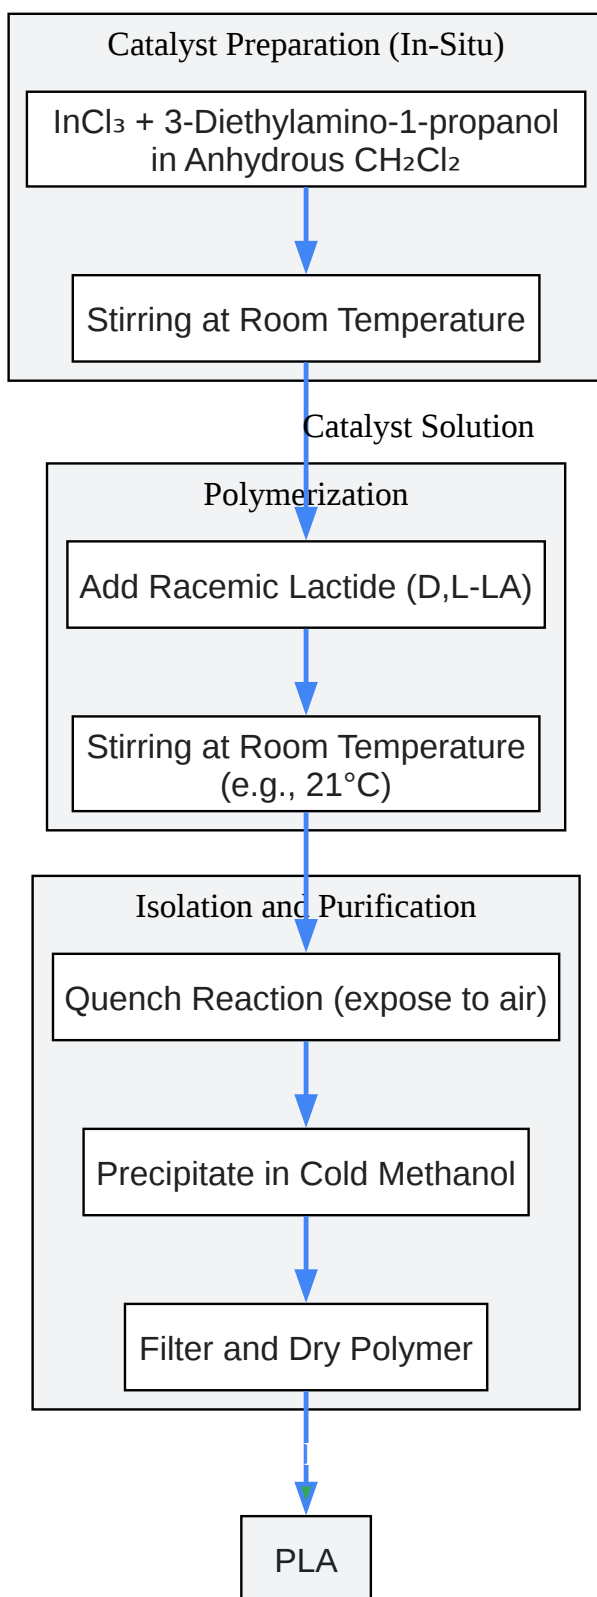 Catalyst Preparation (In-Situ)
InCl₃ + 3-Diethylamino-1-propanol
in Anhydrous CH₂Cl₂
Stirring at Room Temperature
Catalyst Solution
Polymerization
Add Racemic Lactide (D,L-LA)
Stirring at Room Temperature
(e.g., 21°C)
Isolation and Purification
Quench Reaction (expose to air)
Precipitate in Cold Methanol
Filter and Dry Polymer
PLA